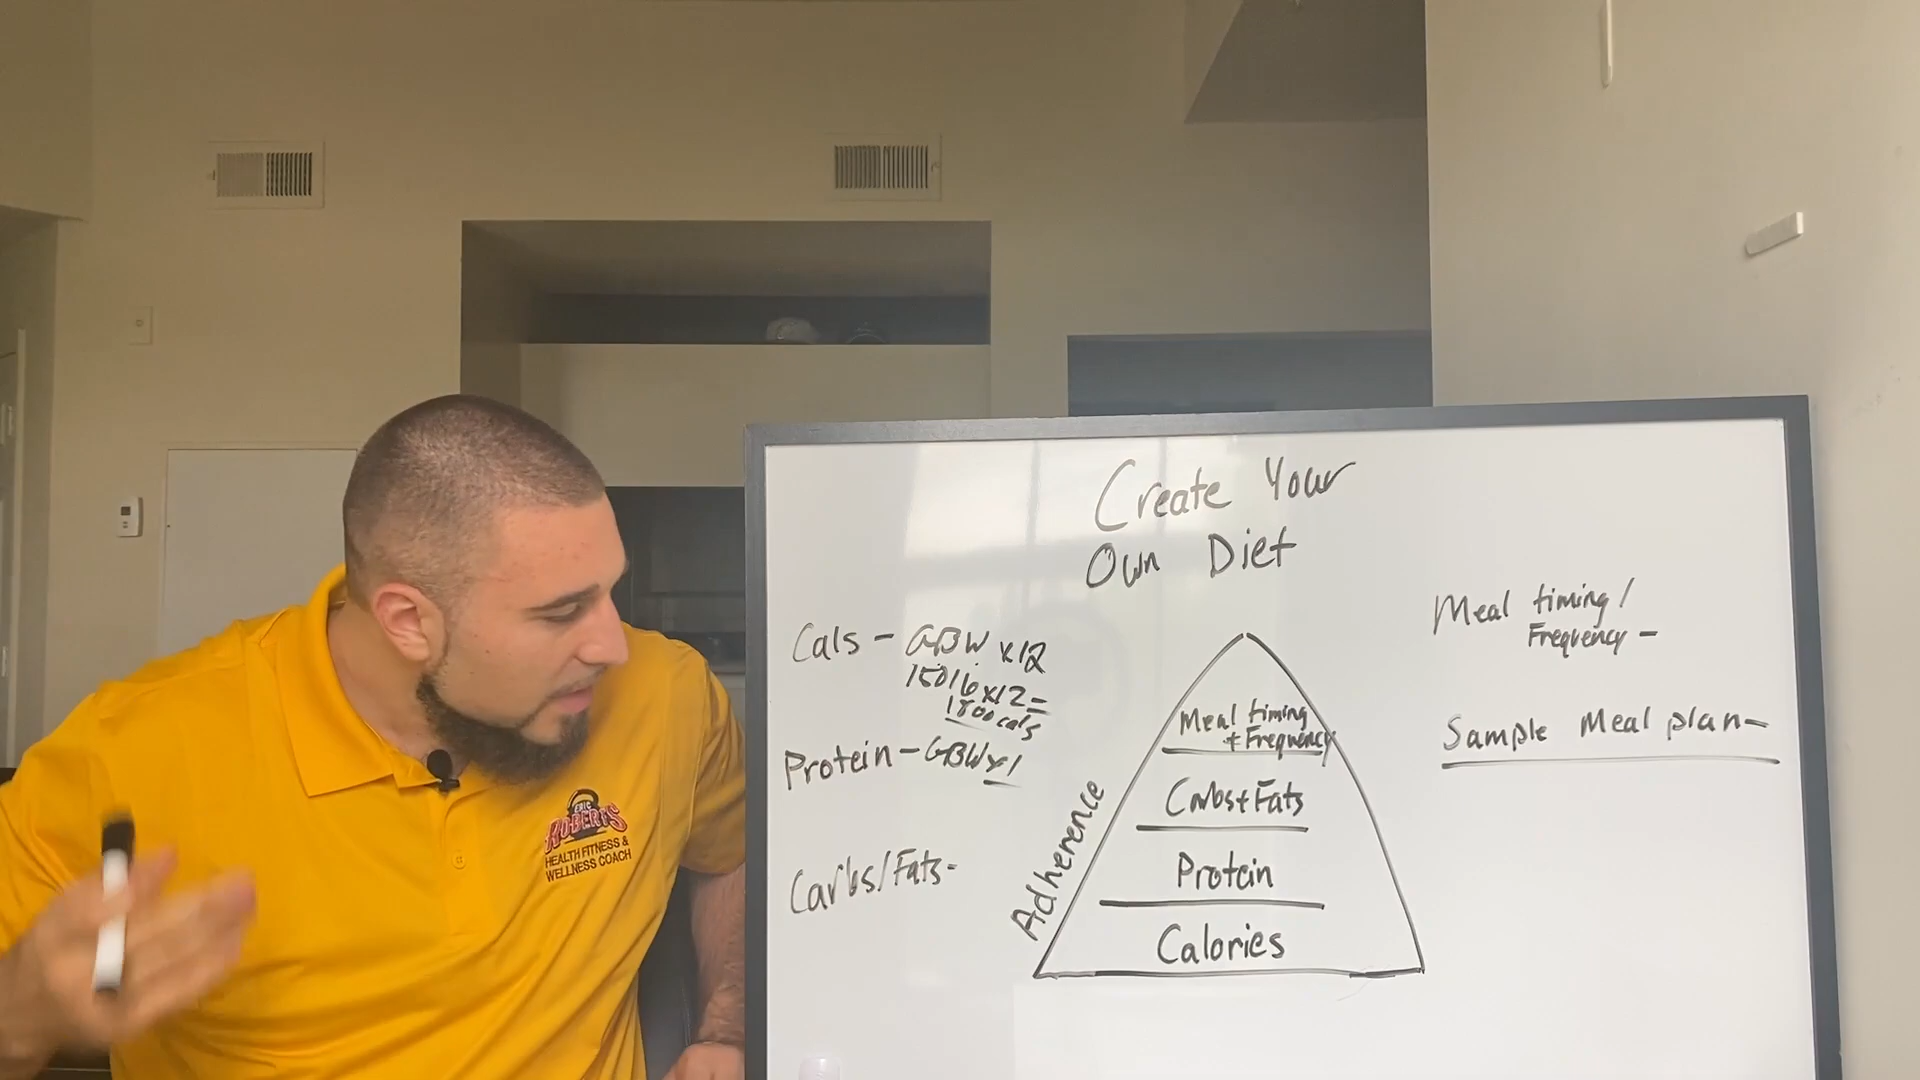 Create Your
Own Diet
Cals - GBW x12
150lb x12 =
1800 cals
Protein - GBW x1
Carbs/Fats-
Adherence
Meal timing
+ Frequency
Carbs+Fats
Protein
Calories
Meal timing/
Frequency -
Sample Meal plan-
ERIC
ROBERTS
HEALTH FITNESS &
WELLNESS COACH